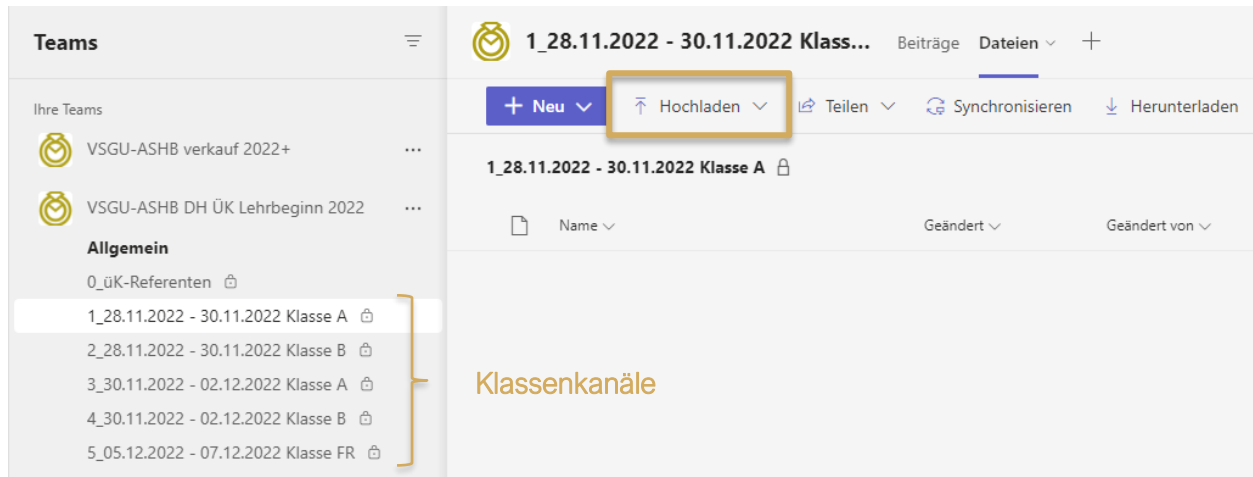 Teams
Ihre Teams
VSGU-ASHB verkauf 2022+ ...
VSGU-ASHB DH ÜK Lehrbeginn 2022 ...
Allgemein
0_üK-Referenten
1_28.11.2022 - 30.11.2022 Klasse A
2_28.11.2022 - 30.11.2022 Klasse B
3_30.11.2022 - 02.12.2022 Klasse A
4_30.11.2022 - 02.12.2022 Klasse B
5_05.12.2022 - 07.12.2022 Klasse FR
Klassenkanäle
1_28.11.2022 - 30.11.2022 Klass... Beiträge Dateien
Neu Hochladen Teilen Synchronisieren Herunterladen
1_28.11.2022 - 30.11.2022 Klasse A
Name Geändert Geändert von